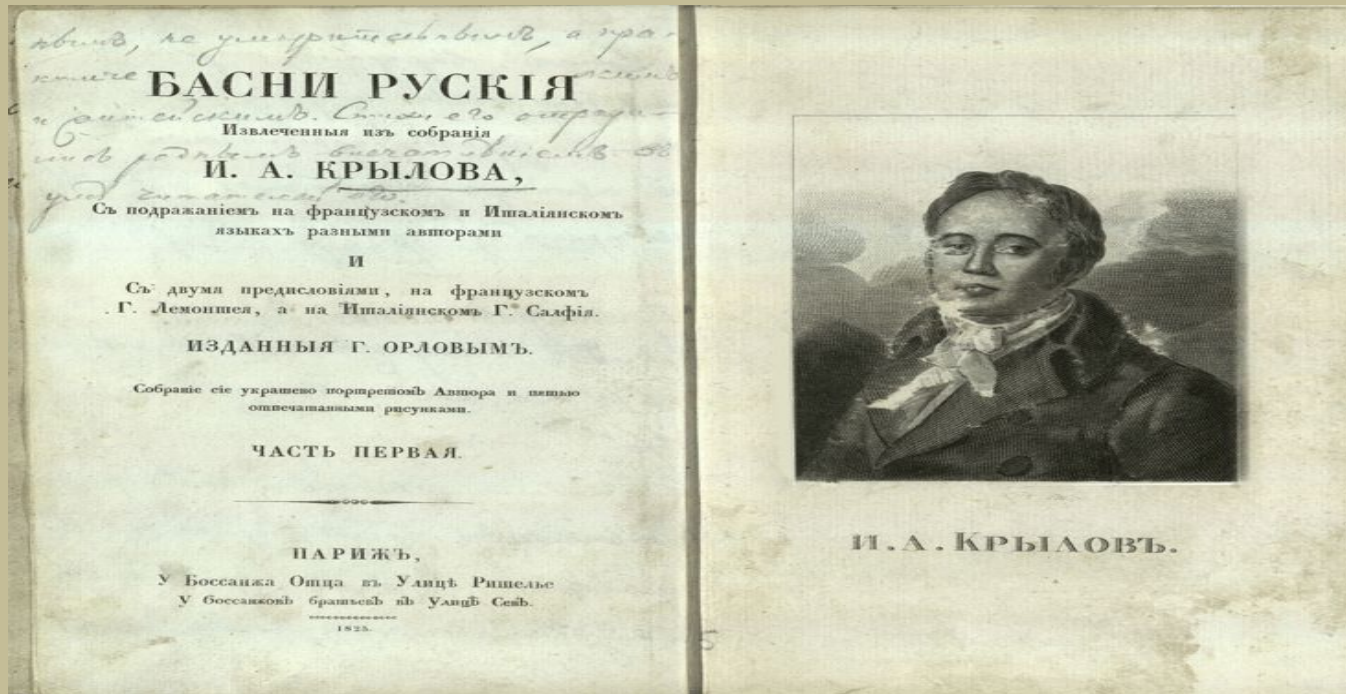 БАСНИ РУСКІЯ
Извлеченныя изъ собранія
И. А. КРЫЛОВА,
Съ подражаніемъ на французскомъ и Италіянскомъ
языкахъ разными авторами
И
Съ двумя предисловіями, на французскомъ
Г. Лемонтея, а на Италіянскомъ Г. Салфія.
ИЗДАННЫЯ Г. ОРЛОВЫМЪ.
Собраніе сіе украшено портретомъ Автора и пятью
отпечатанными рисунками.
ЧАСТЬ ПЕРВАЯ.
ПАРИЖЪ,
У Боссанжа Отца въ Улицѣ Ришелье
У боссанжовъ братьевъ въ Улицѣ Сенѣ.
1825.
И.А.КРЫЛОВЪ.